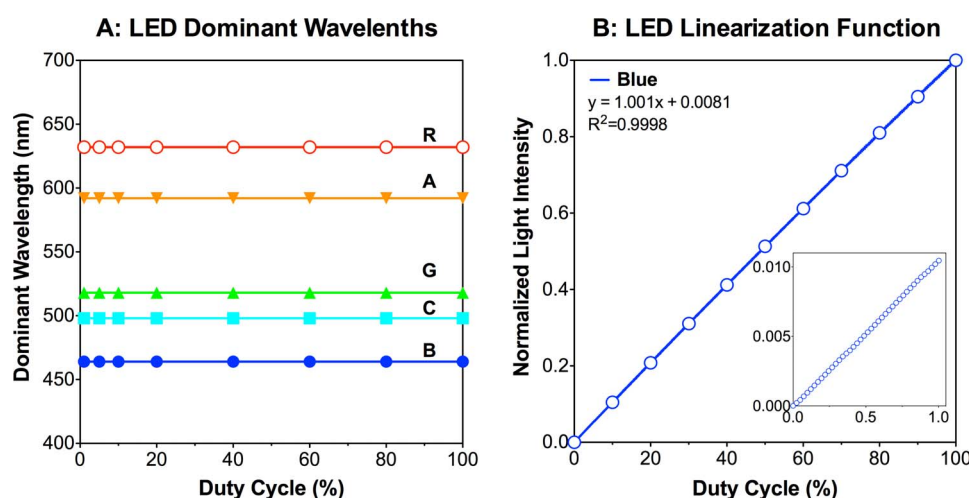 A: LED Dominant Wavelenths
700
650
600
550
500
450
400
Dominant Wavelength (nm)
R
A
G
C
B
0
20
40
60
80
100
Duty Cycle (%)
B: LED Linearization Function
1.0
0.8
0.6
0.4
0.2
0.0
Normalized Light Intensity
Blue
y = 1.001x + 0.0081
R²=0.9998
0.010
0.005
0.000
0.0
0.5
1.0
0
20
40
60
80
100
Duty Cycle (%)